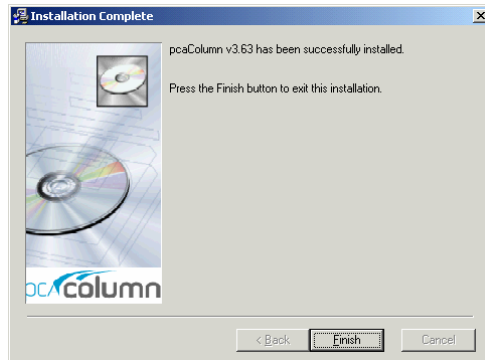 Installation Complete
pcaColumn v3.63 has been successfully installed.
Press the Finish button to exit this installation.
pcacolumn
< Back
Finish
Cancel